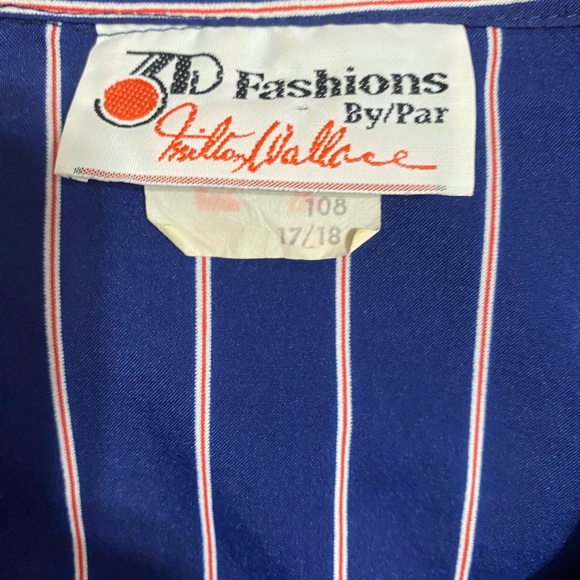 3D Fashions
By/Par
Milton Wallace
108
17/18